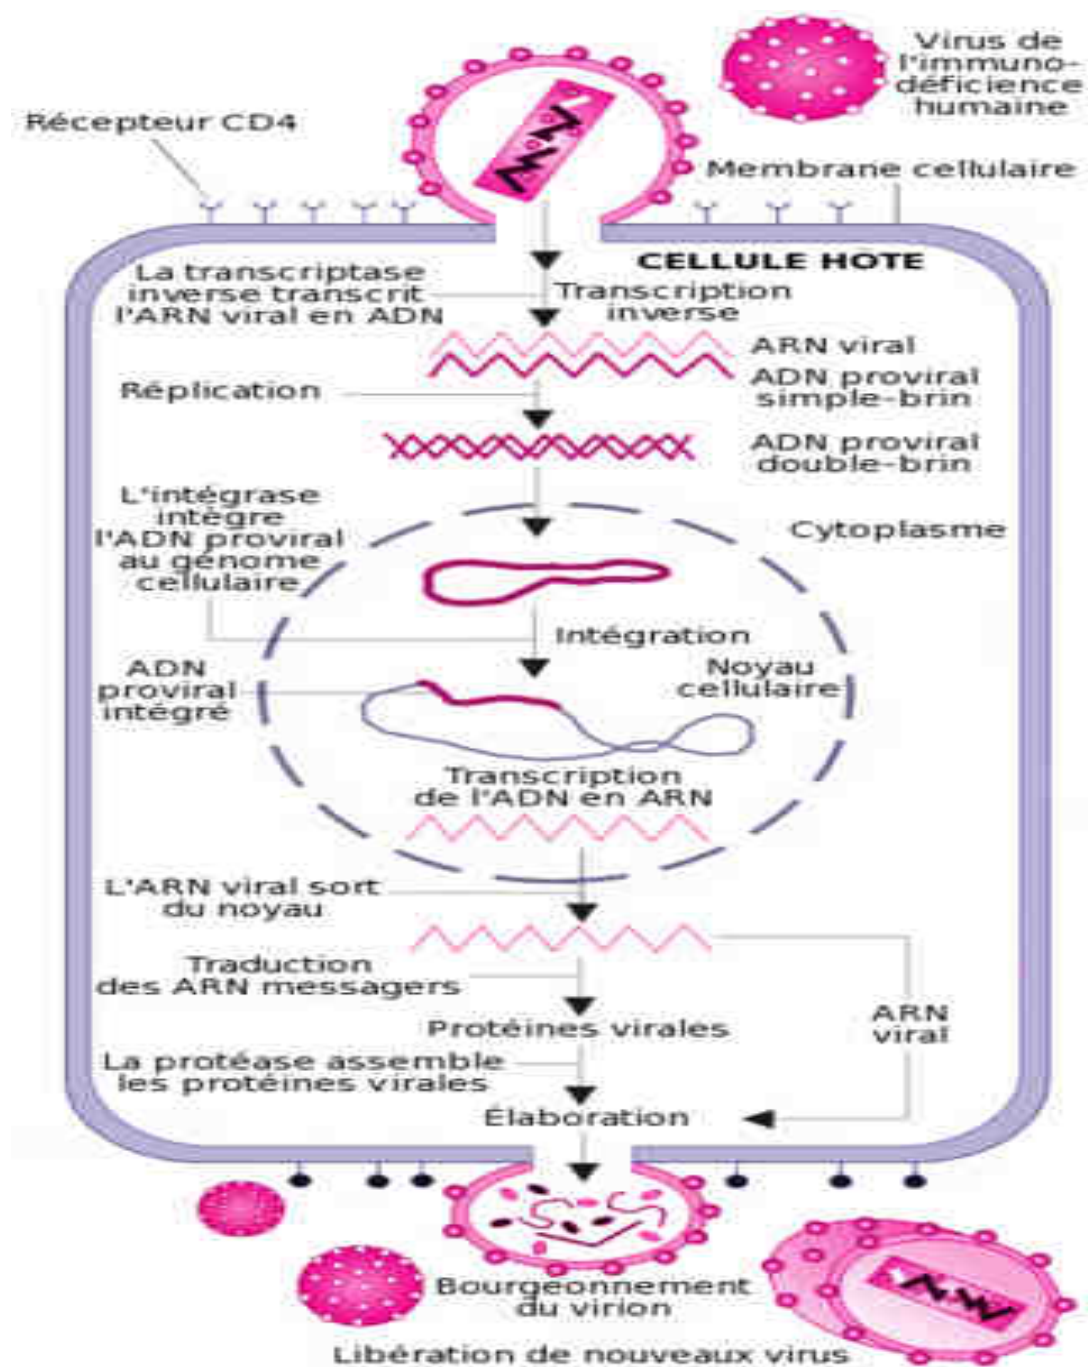 Virus de
l'immuno-
déficience
humaine
Récepteur CD4
Membrane cellulaire
CELLULE HÔTE
La transcriptase
inverse transcrit
l'ARN viral en ADN
Transcription
inverse
ARN viral
ADN proviral
simple-brin
Réplication
ADN proviral
double-brin
L'intégrase
intègre
l'ADN proviral
au génome
cellulaire
Cytoplasme
Intégration
ADN
proviral
intégré
Noyau
cellulaire
Transcription
de l'ADN en ARN
L'ARN viral sort
du noyau
Traduction
des ARN messagers
ARN
viral
Protéines virales
La protéase assemble
les protéines virales
Élaboration
Bourgeonnement
du virion
Libération de nouveaux virus